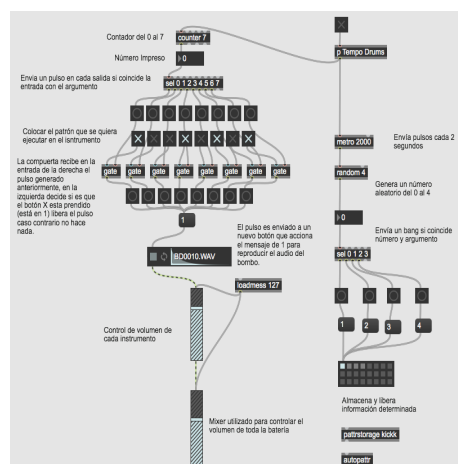 Contador del 0 al 7
counter 7
Número Impreso
0
Envia un pulso en cada salida si coincide la
entrada con el argumento
sel 0 1 2 3 4 5 6 7
Colocar el patrón que se quiera
ejecutar en el isntrumento
La compuerta recibe en la
entrada de la derecha el
pulso generado
anteriormente, en la
izquierda decide si es que
el botón X esta prendido
(está en 1) libera el pulso
caso contrario no hace
nada.
gate gate gate gate gate gate gate gate
1
El pulso es enviado a un
nuevo botón que acciona
el mensaje de 1 para
reproducir el audio del
bombo.
BD0010.WAV
loadmess 127
Control de volumen de
cada instrumento
Mixer utilizado para controlar el
volumen de toda la batería
p Tempo Drums
metro 2000
Envía pulsos cada 2
segundos
random 4
Genera un número
aleatorio del 0 al 4
0
Envía un bang si coincide
número y argumento
sel 0 1 2 3
1 2 3 4
Almacena y libera
información determinada
pattrstorage kickk
autopattr